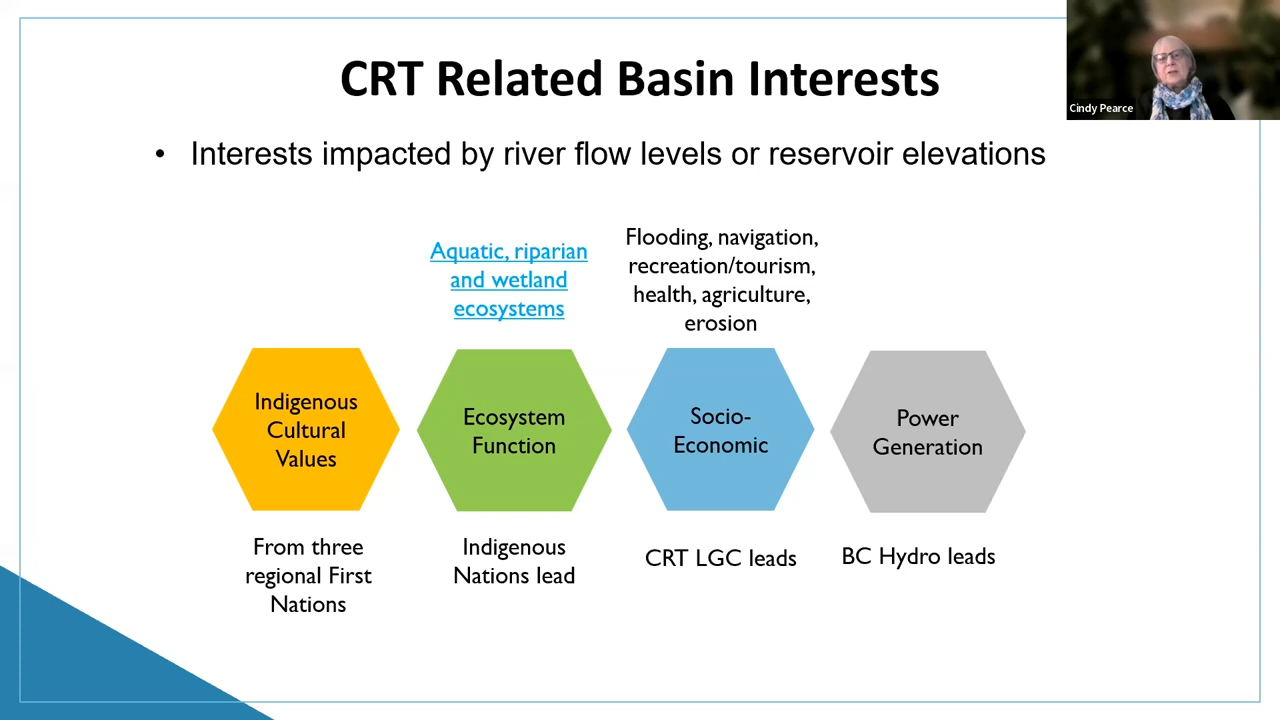 CRT Related Basin Interests
Cindy Pearce
• Interests impacted by river flow levels or reservoir elevations
Aquatic, riparian
and wetland
ecosystems
Flooding, navigation,
recreation/tourism,
health, agriculture,
erosion
Indigenous
Cultural
Values
Ecosystem
Function
Socio-
Economic
Power
Generation
From three
regional First
Nations
Indigenous
Nations lead
CRT LGC leads
BC Hydro leads